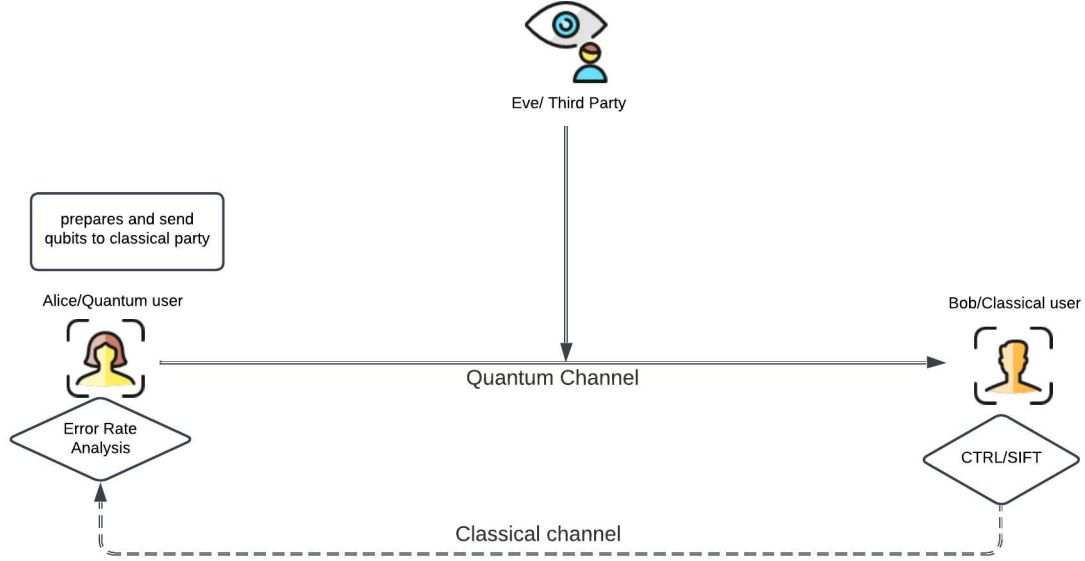 Eve/ Third Party
prepares and send
qubits to classical party
Alice/Quantum user
Bob/Classical user
Quantum Channel
Error Rate
Analysis
CTRL/SIFT
Classical channel